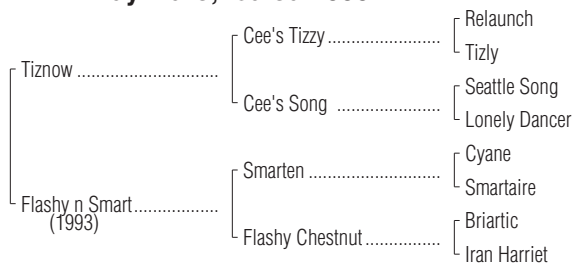 Relaunch
Cee's Tizzy ........................
Tizly
Tiznow ................................
Seattle Song
Cee's Song ......................
Lonely Dancer
Cyane
Smarten ............................
Smartaire
Flashy n Smart...................
(1993)
Briartic
Flashy Chestnut................
Iran Harriet